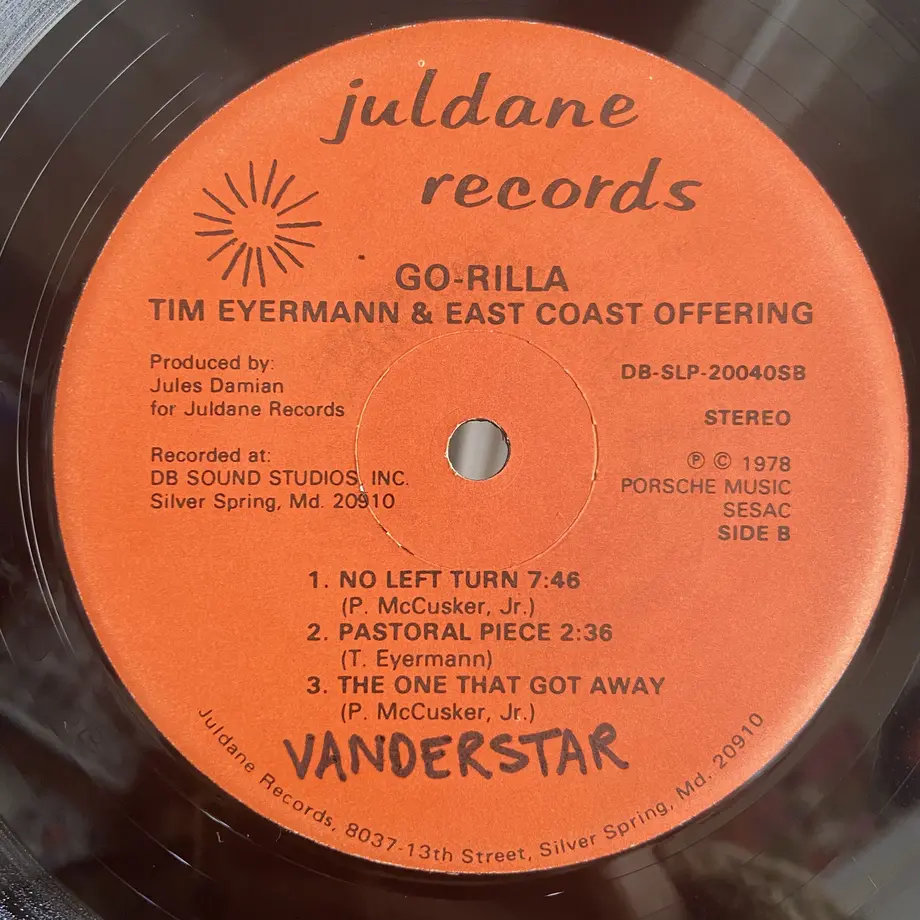 juldane
records
GO-RILLA
TIM EYERMANN & EAST COAST OFFERING
Produced by:
Jules Damian
for Juldane Records
Recorded at:
DB SOUND STUDIOS, INC.
Silver Spring, Md. 20910
DB-SLP-20040SB
STEREO
Ⓟ © 1978
PORSCHE MUSIC
SESAC
SIDE B
1. NO LEFT TURN 7:46
(P. McCusker, Jr.)
2. PASTORAL PIECE 2:36
(T. Eyermann)
3. THE ONE THAT GOT AWAY
(P. McCusker, Jr.)
VANDERSTAR
Juldane Records, 8037-13th Street, Silver Spring, Md. 20910